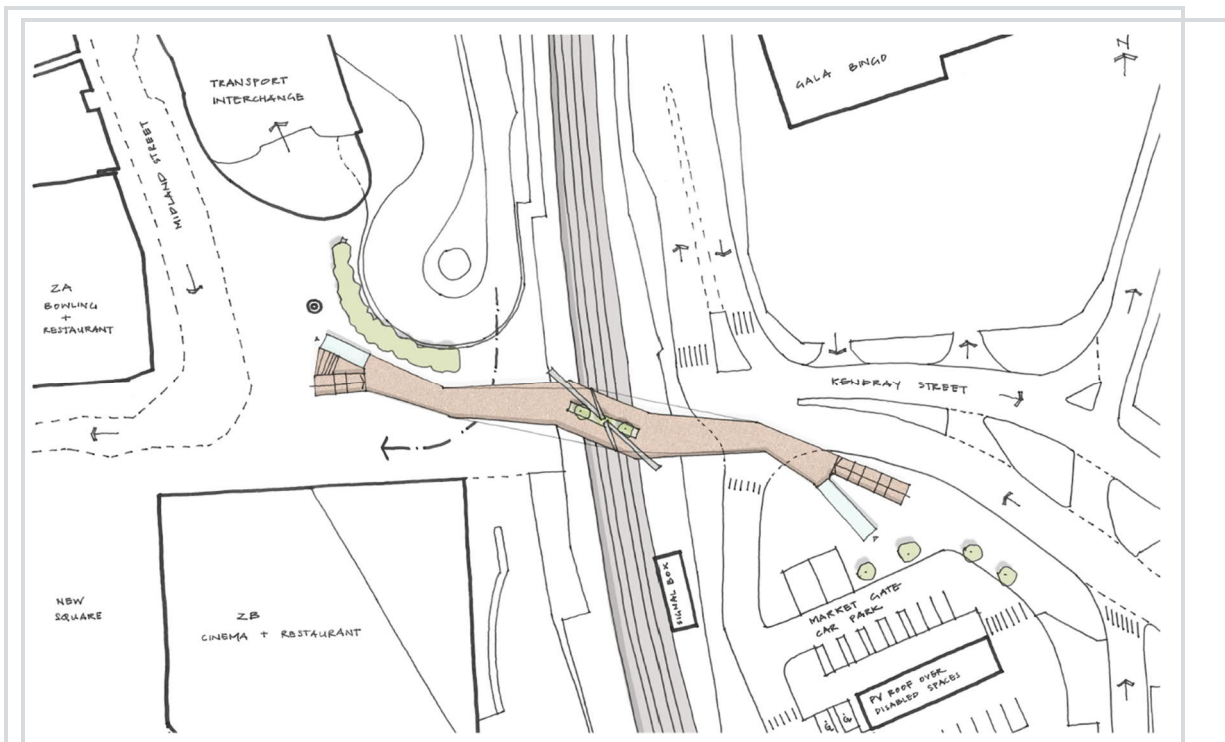 N
GALA BINGO
TRANSPORT
INTERCHANGE
MIDLAND STREET
ZA
BOWLING
+
RESTAURANT
KENDRAY STREET
NEW
SQUARE
ZB
CINEMA + RESTAURANT
SIGNAL BOX
MARKET GATE
CAR PARK
PV ROOF OVER
DISABLED SPACES